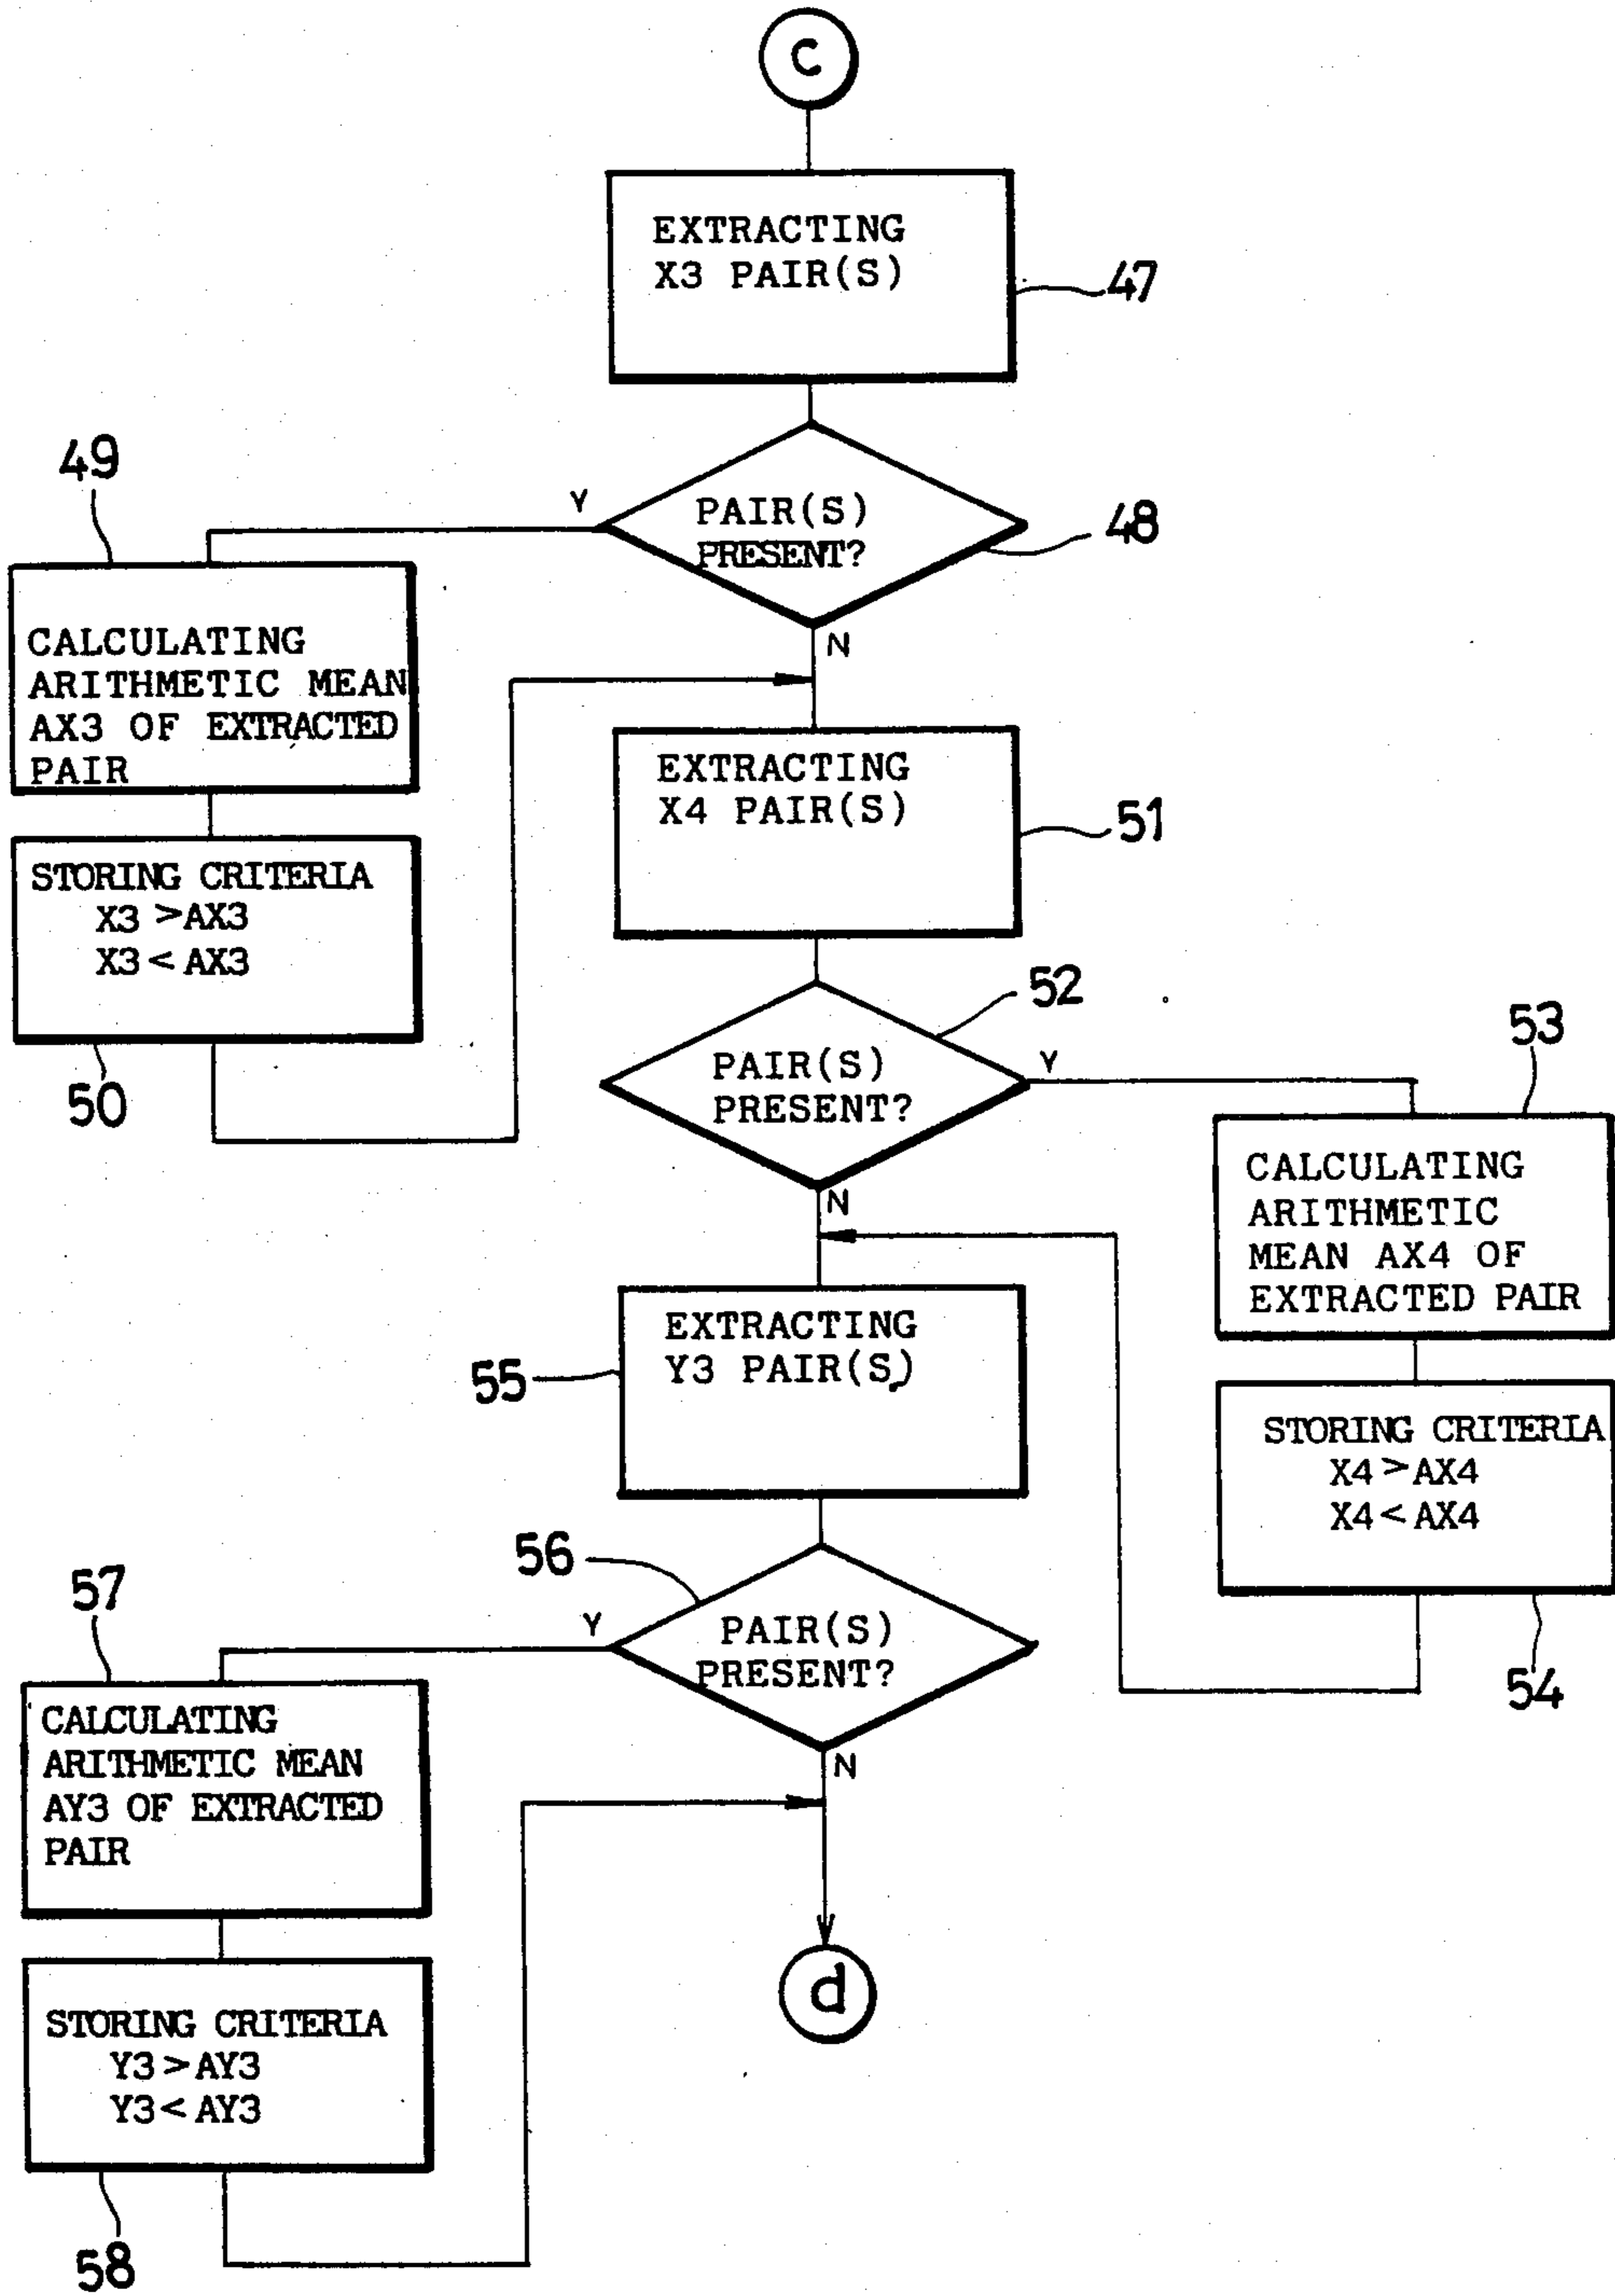 c
EXTRACTING
X3 PAIR(S)
47
49
Y
PAIR(S)
PRESENT?
48
N
CALCULATING
ARITHMETIC MEAN
AX3 OF EXTRACTED
PAIR
STORING CRITERIA
X3 > AX3
X3 < AX3
50
EXTRACTING
X4 PAIR(S)
51
52
PAIR(S)
PRESENT?
Y
N
53
CALCULATING
ARITHMETIC
MEAN AX4 OF
EXTRACTED PAIR
STORING CRITERIA
X4 > AX4
X4 < AX4
54
EXTRACTING
Y3 PAIR(S)
55
56
Y
PAIR(S)
PRESENT?
N
57
CALCULATING
ARITHMETIC MEAN
AY3 OF EXTRACTED
PAIR
STORING CRITERIA
Y3 > AY3
Y3 < AY3
58
d